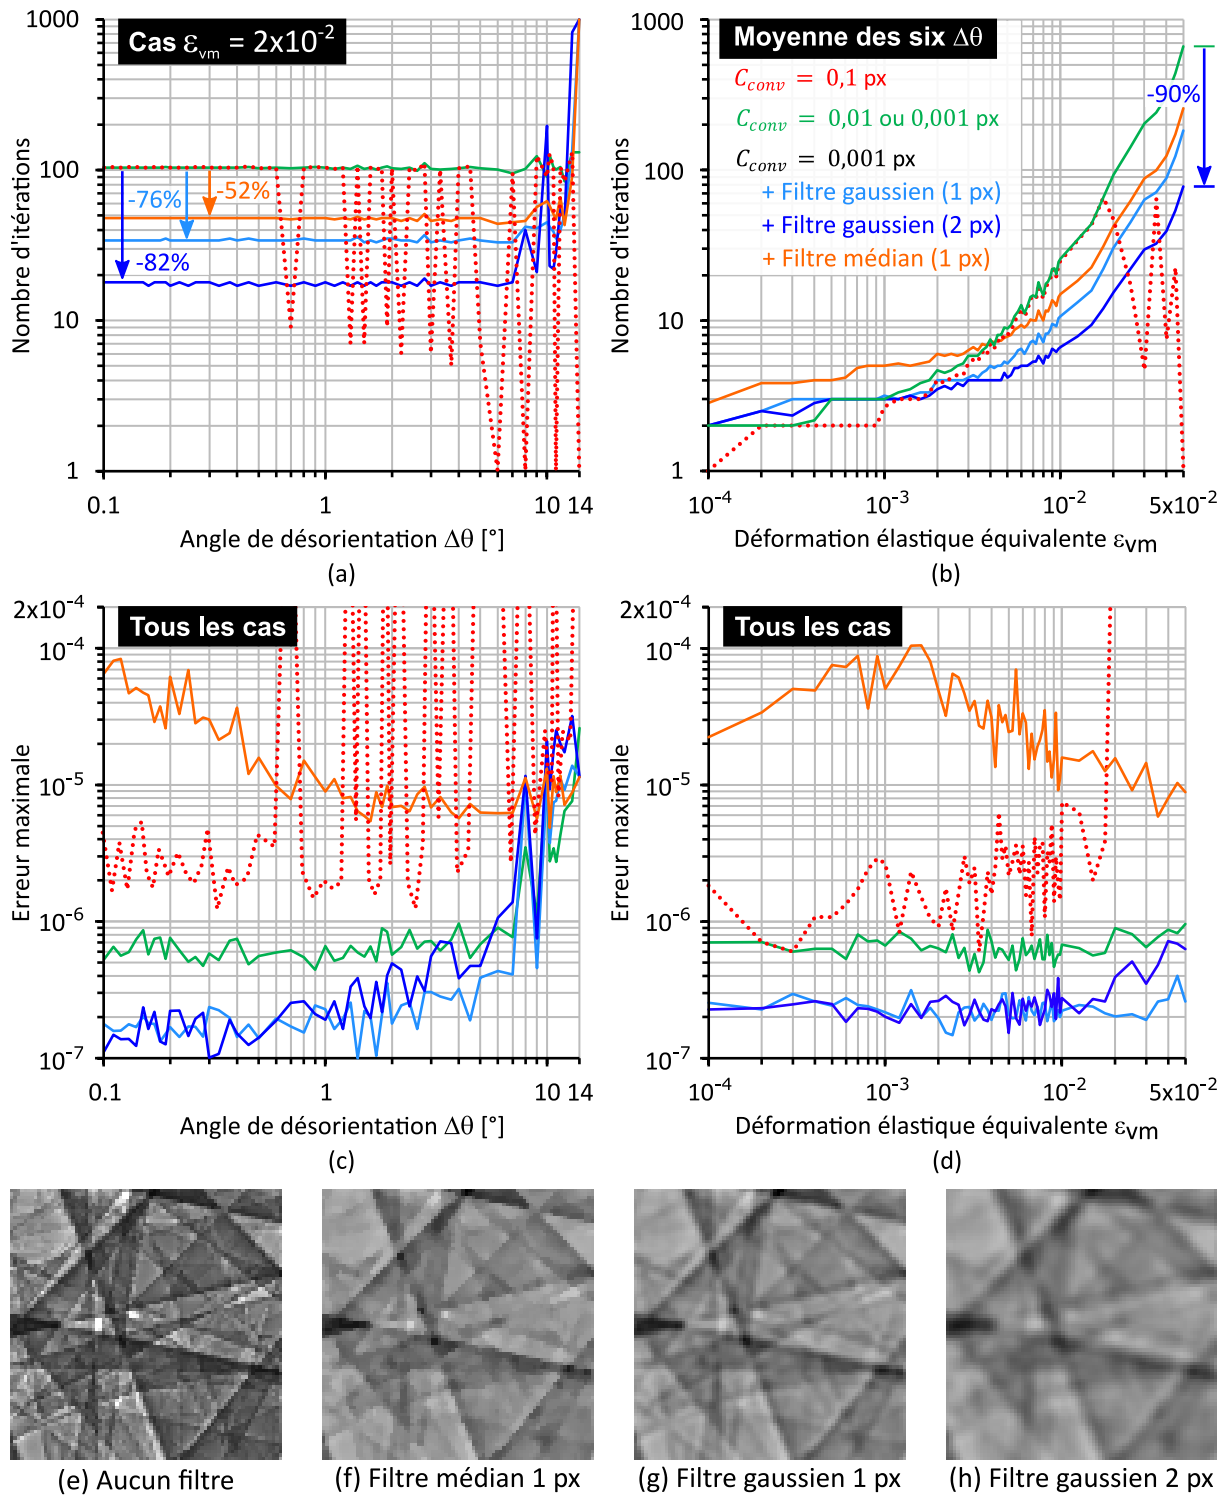 1000
100
10
1
Nombre d'itérations
Cas εvm = 2x10-2
-76%
-52%
-82%
0.1
1
10 14
Angle de désorientation Δθ [°]
(a)
1000
100
10
1
Nombre d'itérations
Moyenne des six Δθ
Cconv = 0,1 px
Cconv = 0,01 ou 0,001 px
Cconv = 0,001 px
+ Filtre gaussien (1 px)
+ Filtre gaussien (2 px)
+ Filtre médian (1 px)
-90%
10-4
10-3
10-2
5x10-2
Déformation élastique équivalente εvm
(b)
2x10-4
10-4
10-5
10-6
10-7
Erreur maximale
Tous les cas
0.1
1
10 14
Angle de désorientation Δθ [°]
(c)
2x10-4
10-4
10-5
10-6
10-7
Erreur maximale
Tous les cas
10-4
10-3
10-2
5x10-2
Déformation élastique équivalente εvm
(d)
(e) Aucun filtre
(f) Filtre médian 1 px
(g) Filtre gaussien 1 px
(h) Filtre gaussien 2 px